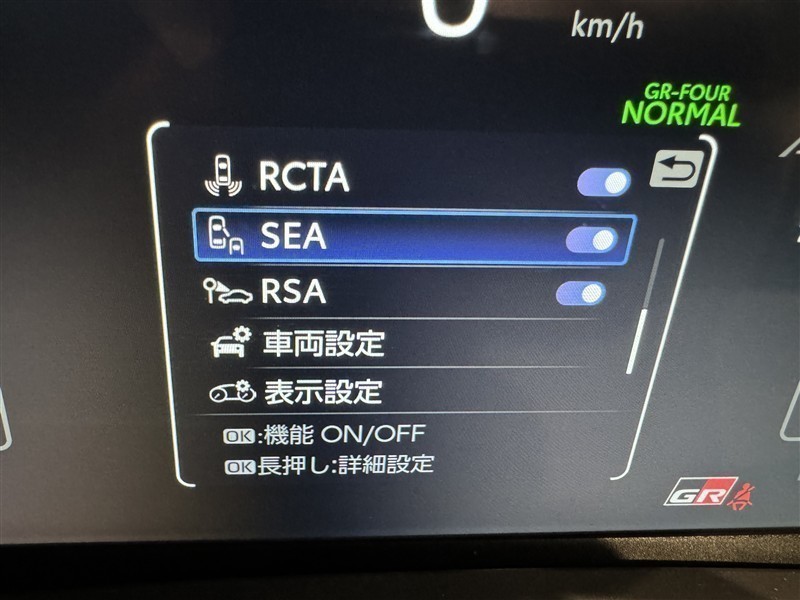 0
km/h
GR-FOUR
NORMAL
RCTA
SEA
RSA
車両設定
表示設定
OK:機能 ON/OFF
OK長押し:詳細設定
GR